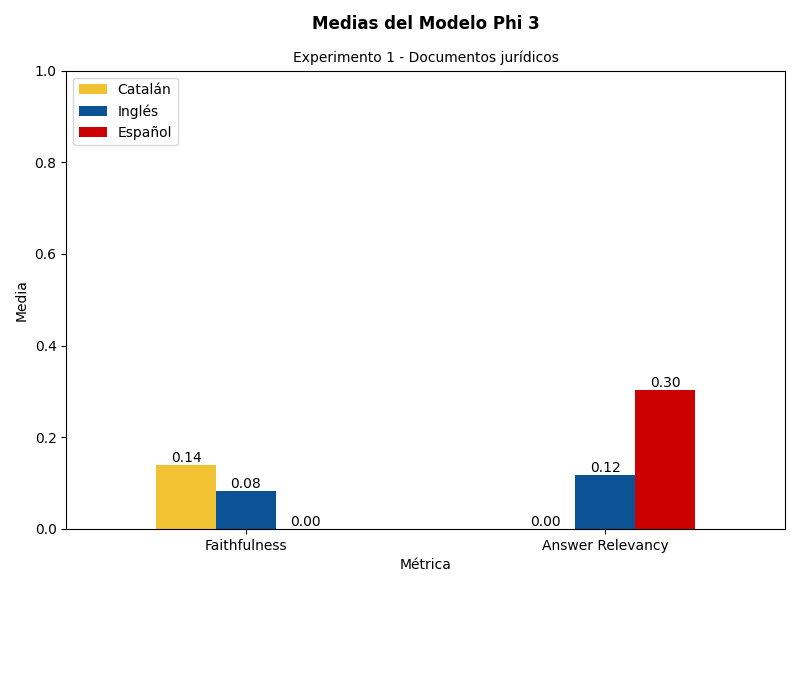 Medias del Modelo Phi 3
Experimento 1 - Documentos jurídicos
Catalán
Inglés
Español
1.0
0.8
0.6
0.4
0.2
0.0
Media
0.14
0.08
0.00
0.00
0.12
0.30
Faithfulness
Answer Relevancy
Métrica